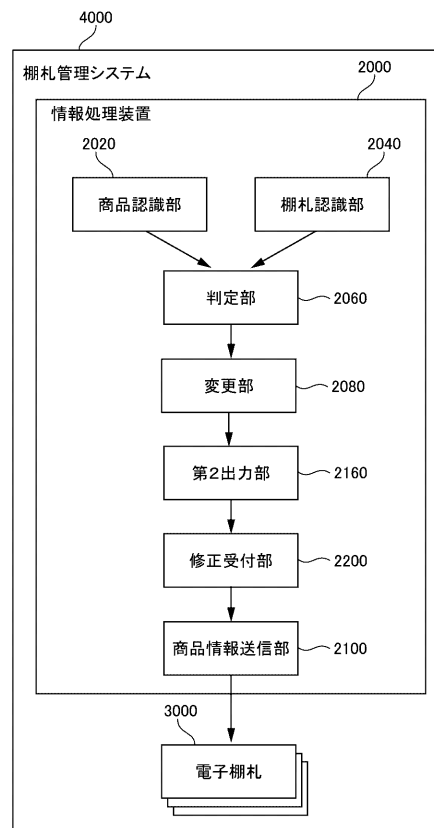 4000
棚札管理システム
2000
情報処理装置
2020
2040
商品認識部
棚札認識部
判定部
2060
変更部
2080
第2出力部
2160
修正受付部
2200
商品情報送信部
2100
3000
電子棚札